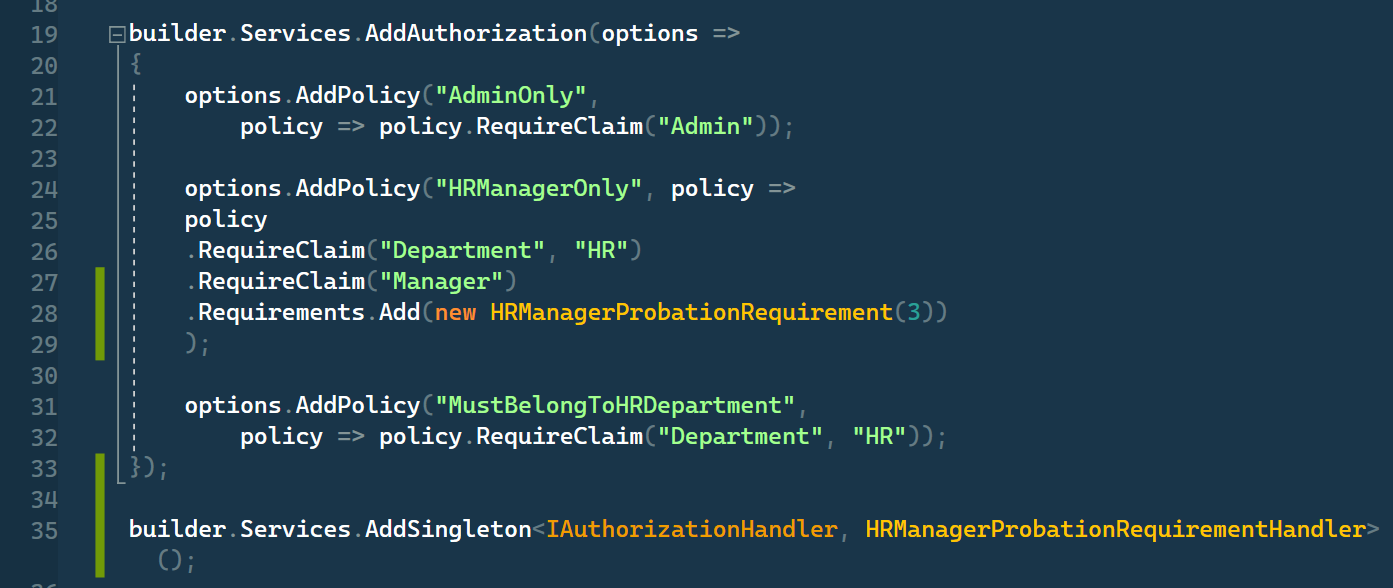 18
19 builder.Services.AddAuthorization(options =>
20 {
21 options.AddPolicy("AdminOnly",
22 policy => policy.RequireClaim("Admin"));
23
24 options.AddPolicy("HRManagerOnly", policy =>
25 policy
26 .RequireClaim("Department", "HR")
27 .RequireClaim("Manager")
28 .Requirements.Add(new HRManagerProbationRequirement(3))
29 );
30
31 options.AddPolicy("MustBelongToHRDepartment",
32 policy => policy.RequireClaim("Department", "HR"));
33 });
34
35 builder.Services.AddSingleton<IAuthorizationHandler, HRManagerProbationRequirementHandler>
();
36